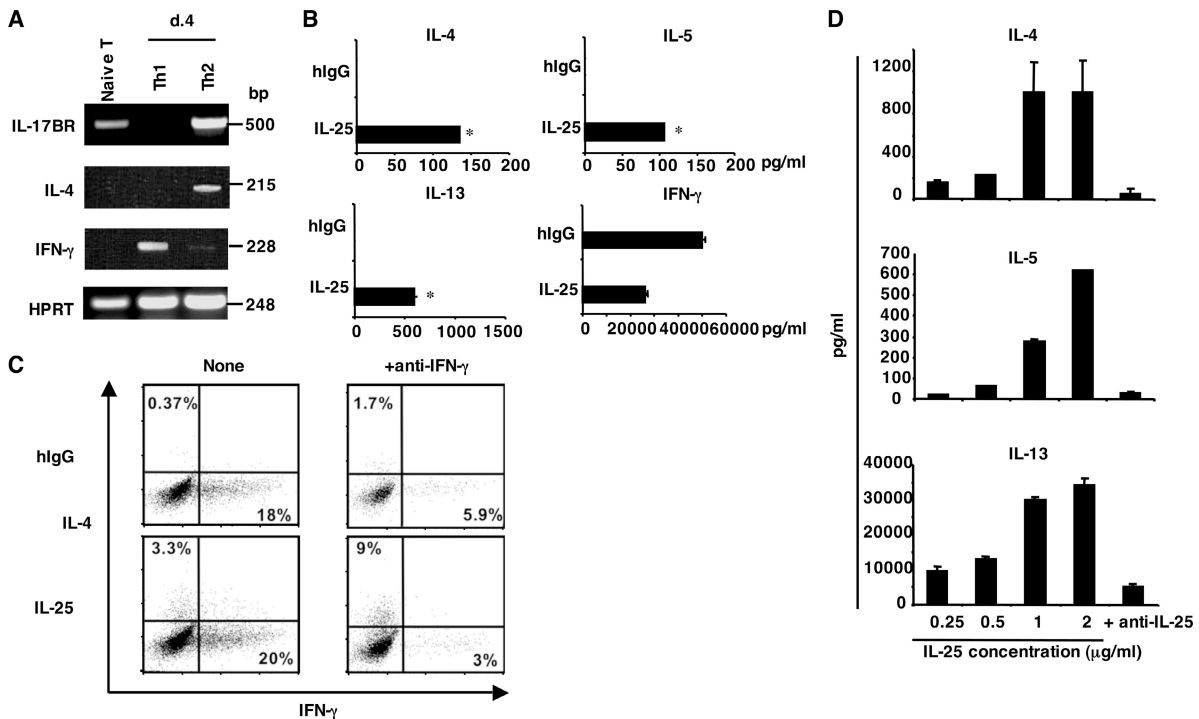 A
d.4
Naive T
Th1
Th2
bp
IL-17BR
500
IL-4
215
IFN-γ
228
HPRT
248
B
IL-4
hIgG
IL-25
*
0 50 100 150 200
IL-5
hIgG
IL-25
*
0 50 100 150 200 pg/ml
IL-13
hIgG
IL-25
*
0 500 1000 1500
IFN-γ
hIgG
IL-25
0 20000 40000 60000 pg/ml
C
None
+anti-IFN-γ
hIgG
0.37%
18%
1.7%
5.9%
IL-4
IL-25
3.3%
20%
9%
3%
IFN-γ
D
IL-4
1200
800
400
0
IL-5
700
600
500
400
300
200
100
0
pg/ml
IL-13
40000
30000
20000
10000
0
0.25 0.5 1 2 + anti-IL-25
IL-25 concentration (μg/ml)